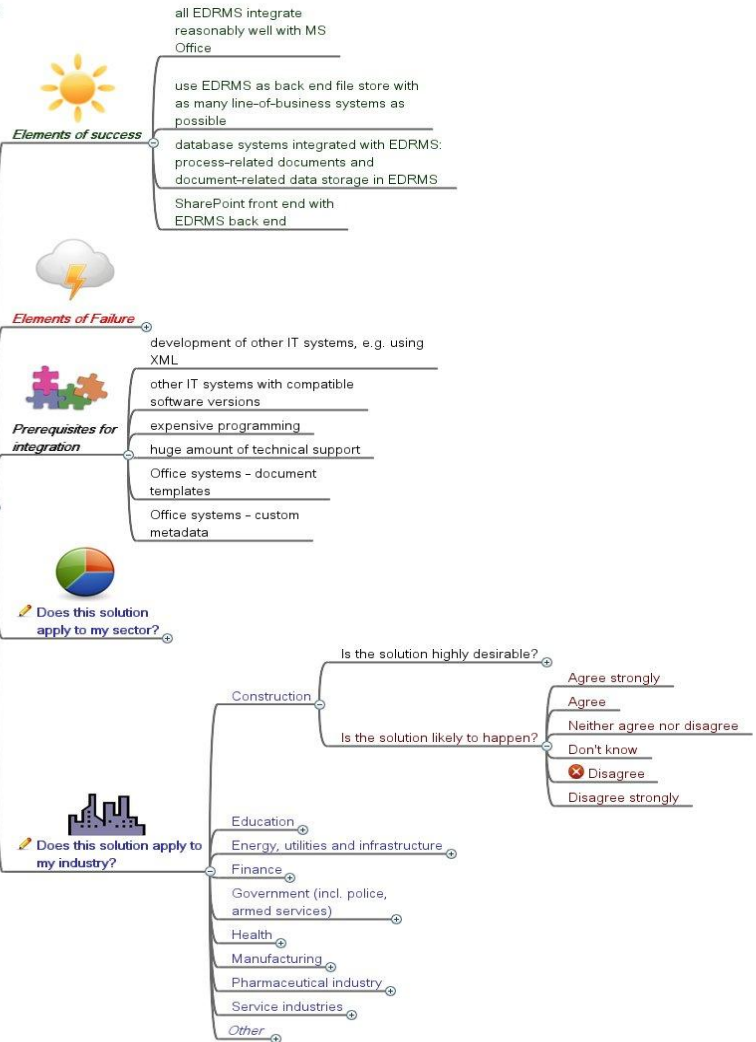 all EDRMS integrate
reasonably well with MS
Office
use EDRMS as back end file store with
as many line-of-business systems as
possible
Elements of success
database systems integrated with EDRMS:
process-related documents and
document-related data storage in EDRMS
SharePoint front end with
EDRMS back end
Elements of Failure
development of other IT systems, e.g. using
XML
other IT systems with compatible
software versions
Prerequisites for
integration
expensive programming
huge amount of technical support
Office systems - document
templates
Office systems - custom
metadata
Does this solution
apply to my sector?
Does this solution apply to
my industry?
Construction
Is the solution highly desirable?
Is the solution likely to happen?
Agree strongly
Agree
Neither agree nor disagree
Don't know
Disagree
Disagree strongly
Education
Energy, utilities and infrastructure
Finance
Government (incl. police,
armed services)
Health
Manufacturing
Pharmaceutical industry
Service industries
Other